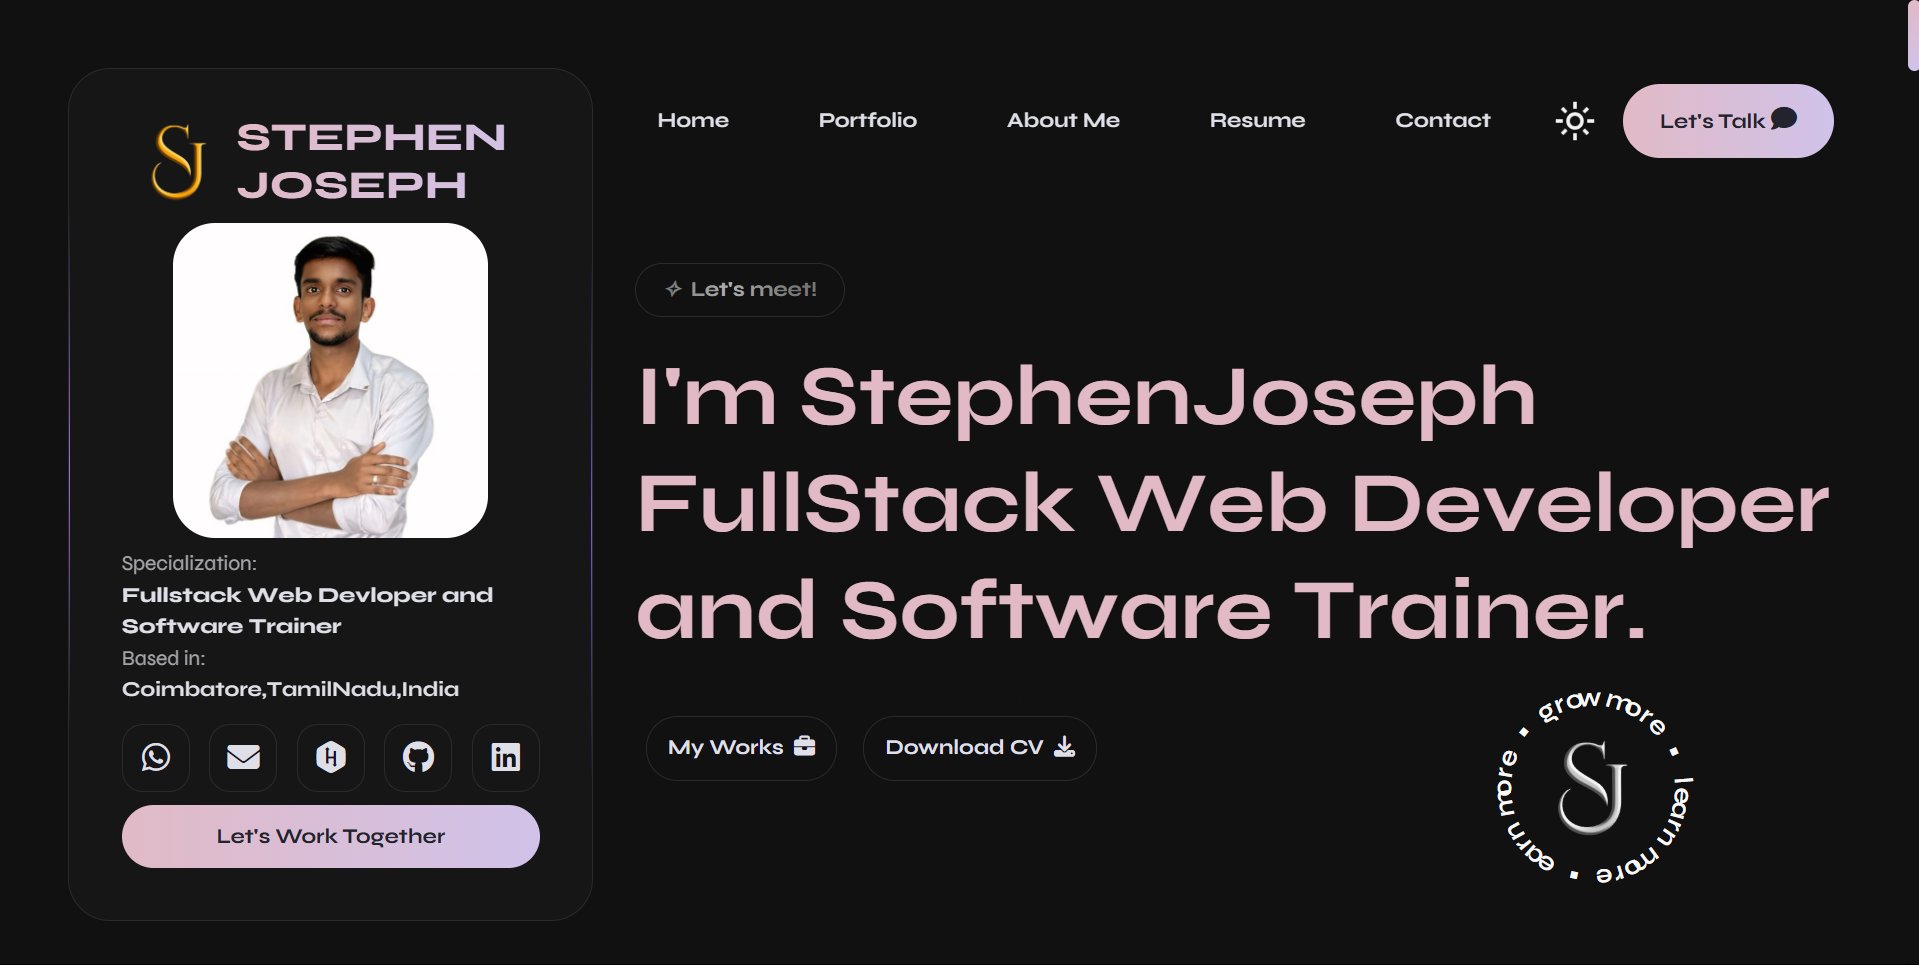 STEPHEN
JOSEPH
Specialization:
Fullstack Web Devloper and
Software Trainer
Based in:
Coimbatore,TamilNadu,India
Let's Work Together
Home
Portfolio
About Me
Resume
Contact
Let's Talk
Let's meet!
I'm StephenJoseph
FullStack Web Developer
and Software Trainer.
My Works
Download CV
grow more ▪ learn more ▪ earn more ▪
SJ